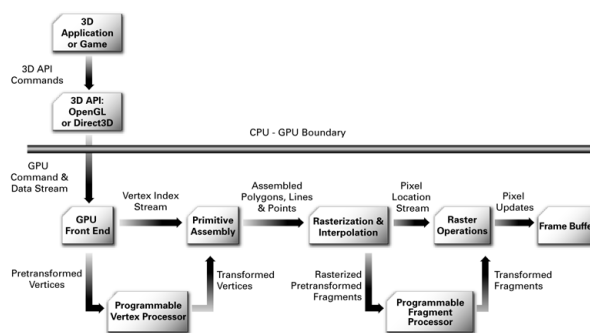 3D
Application
or Game
3D API
Commands
3D API:
OpenGL
or Direct3D
CPU - GPU Boundary
GPU
Command &
Data Stream
Vertex Index
Stream
Assembled
Polygons, Lines
& Points
Pixel
Location
Stream
Pixel
Updates
GPU
Front End
Primitive
Assembly
Rasterization &
Interpolation
Raster
Operations
Frame Buffe
Pretransformed
Vertices
Transformed
Vertices
Rasterized
Pretransformed
Fragments
Transformed
Fragments
Programmable
Vertex Processor
Programmable
Fragment
Processor